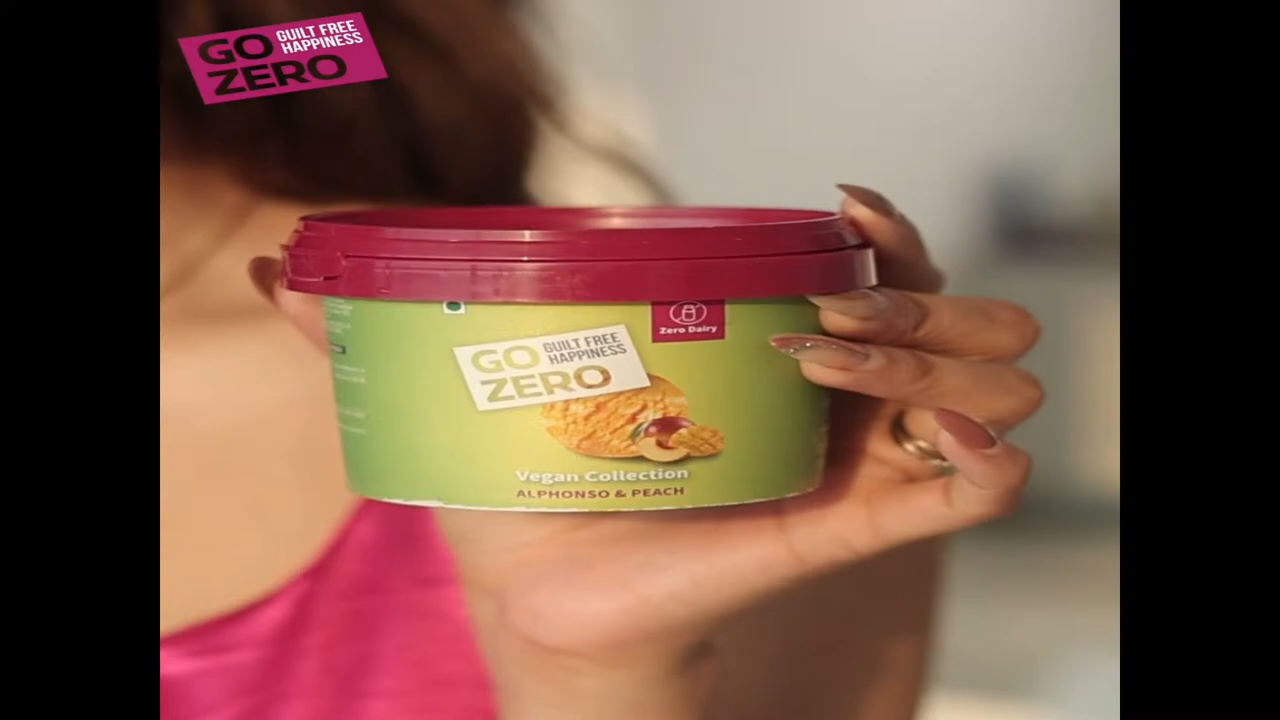 GO GUILT FREE
ZERO HAPPINESS
Zero Dairy
GO GUILT FREE
ZERO HAPPINESS
Vegan Collection
ALPHONSO & PEACH